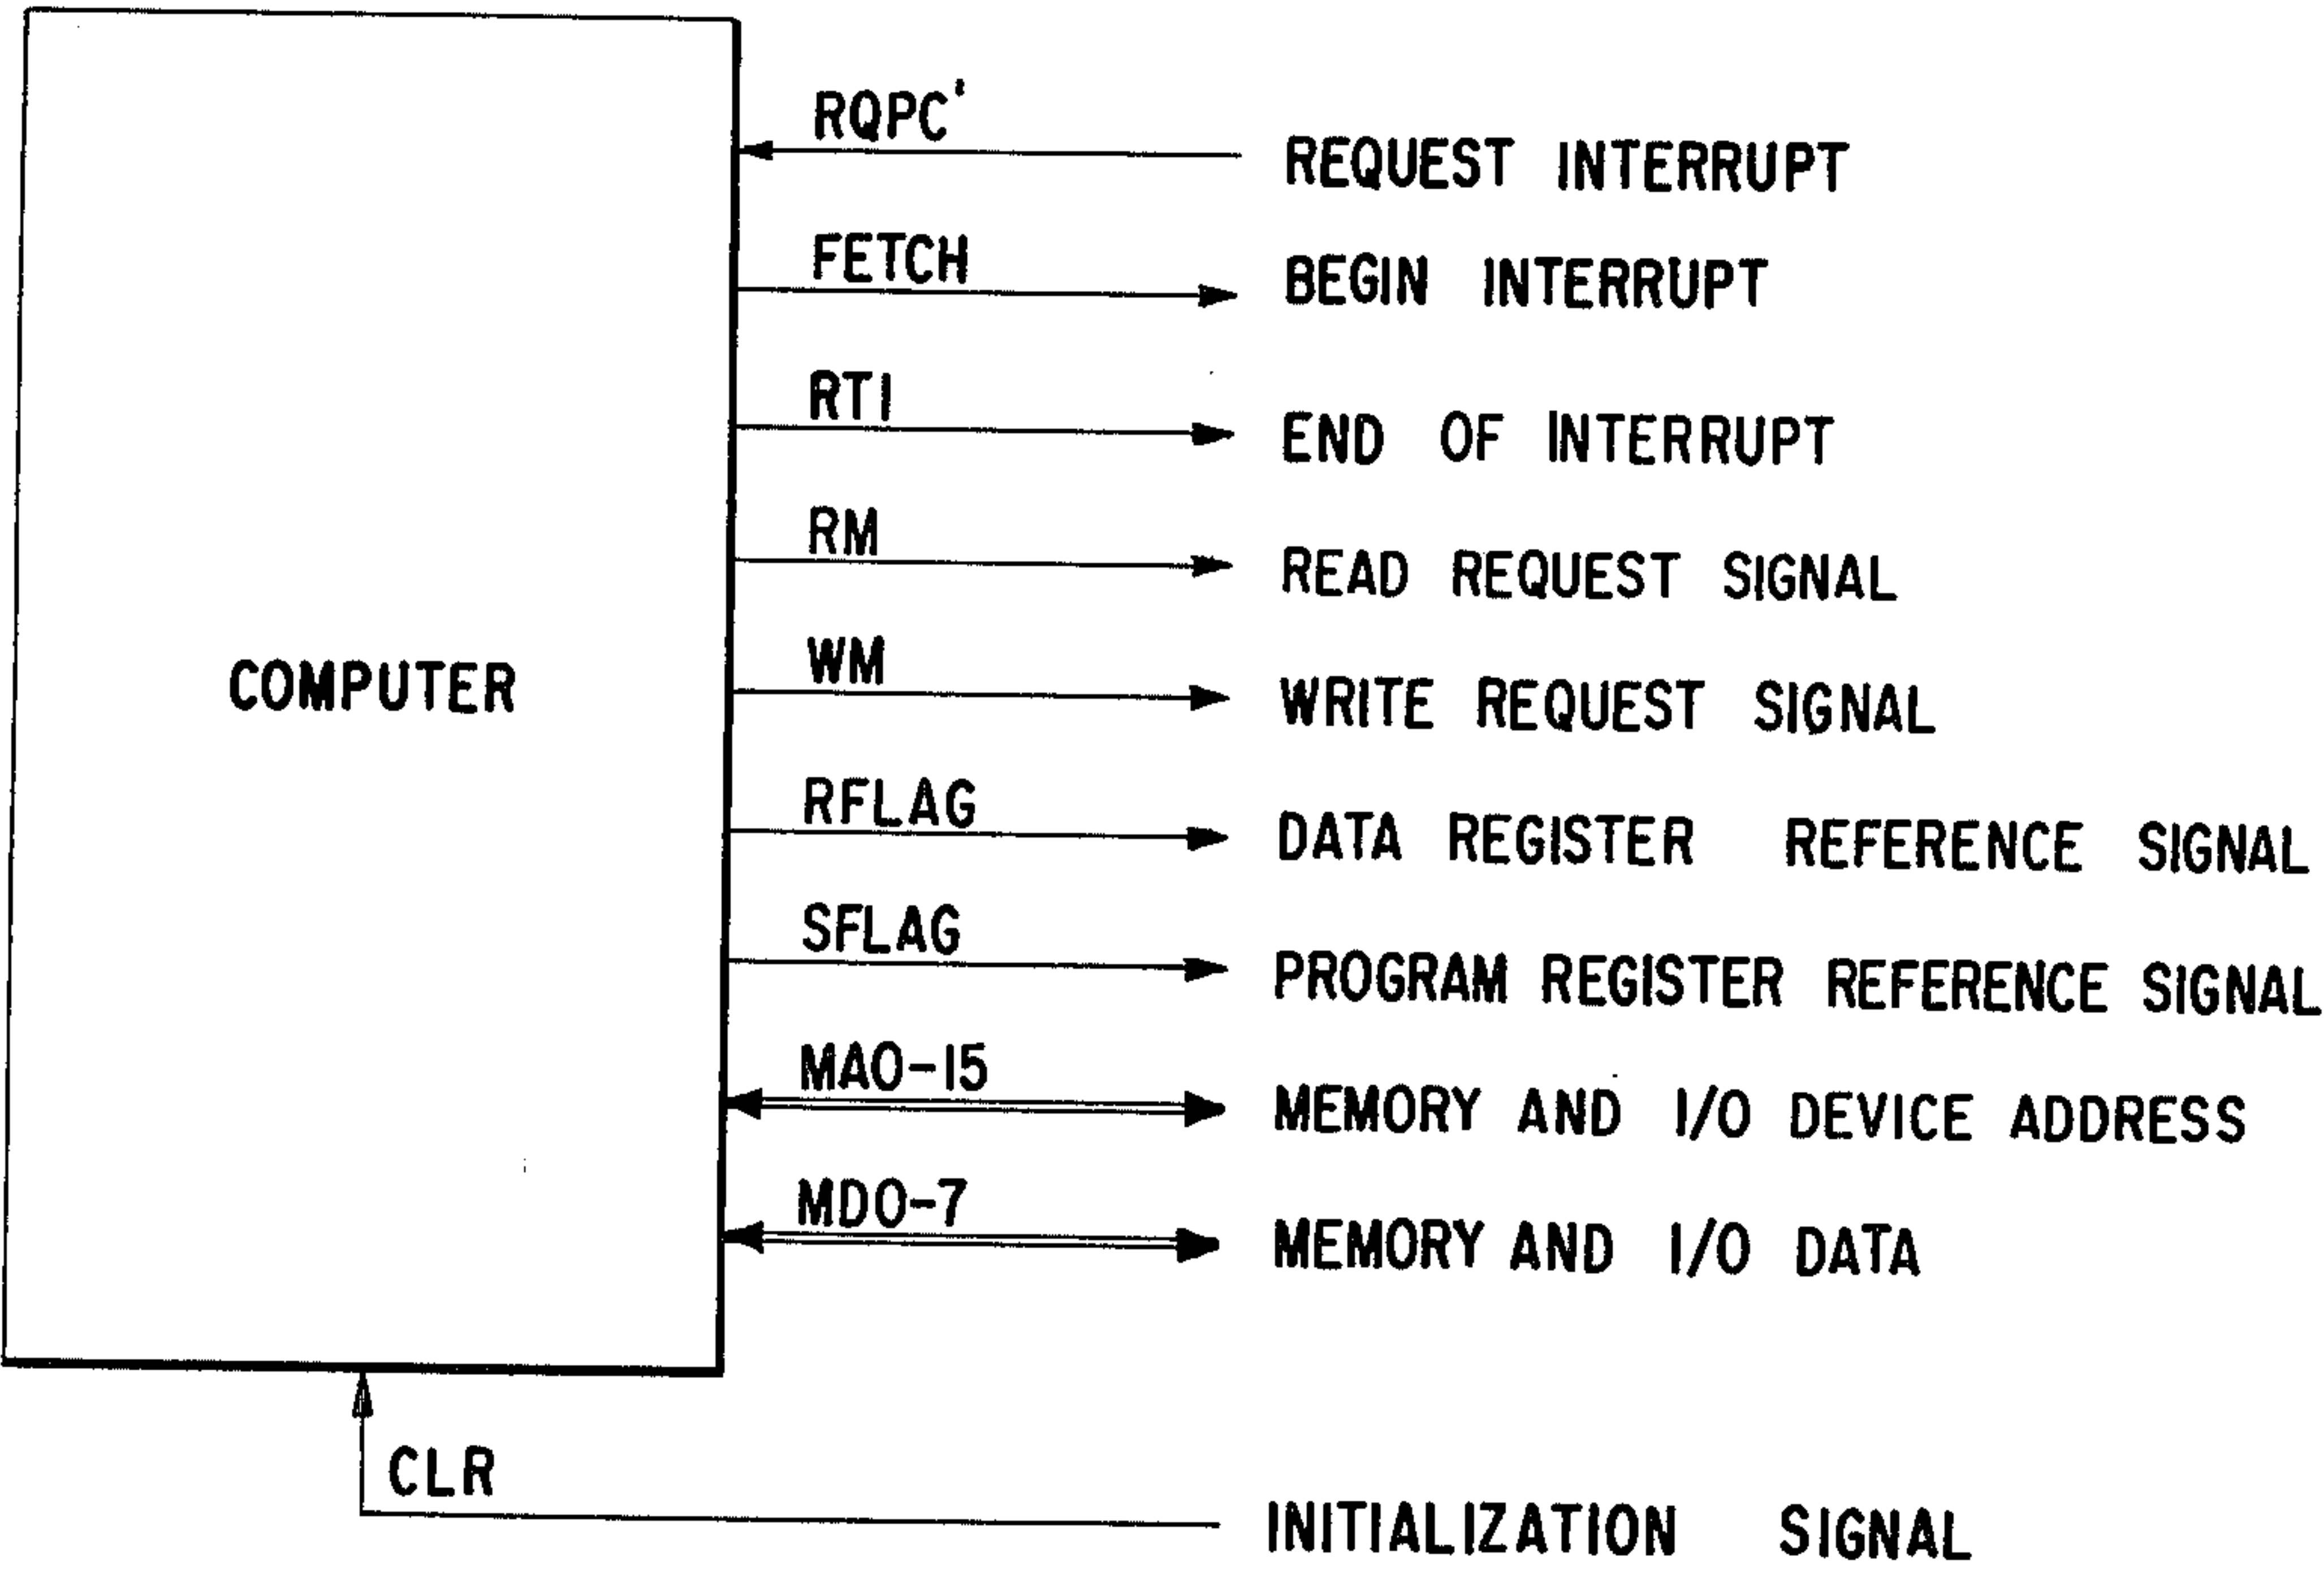 RQPC'
REQUEST INTERRUPT
FETCH
BEGIN INTERRUPT
RTI
END OF INTERRUPT
RM
READ REQUEST SIGNAL
COMPUTER
WM
WRITE REQUEST SIGNAL
RFLAG
DATA REGISTER REFERENCE SIGNAL
SFLAG
PROGRAM REGISTER REFERENCE SIGNAL
MAO-15
MEMORY AND I/O DEVICE ADDRESS
MDO-7
MEMORY AND I/O DATA
CLR
INITIALIZATION SIGNAL